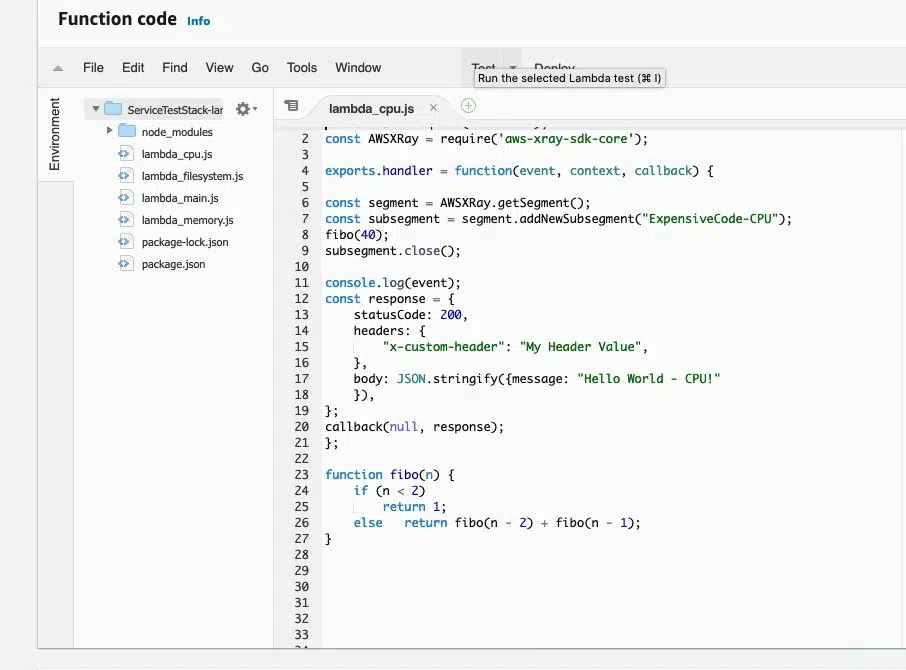 Function code Info
File Edit Find View Go Tools Window Test Deploy
Run the selected Lambda test (⌘ I)
Environment
ServiceTestStack-lar
node_modules
lambda_cpu.js
lambda_filesystem.js
lambda_main.js
lambda_memory.js
package-lock.json
package.json
lambda_cpu.js
2 const AWSXRay = require('aws-xray-sdk-core');
3
4 exports.handler = function(event, context, callback) {
5
6 const segment = AWSXRay.getSegment();
7 const subsegment = segment.addNewSubsegment("ExpensiveCode-CPU");
8 fibo(40);
9 subsegment.close();
10
11 console.log(event);
12 const response = {
13     statusCode: 200,
14     headers: {
15         "x-custom-header": "My Header Value",
16     },
17     body: JSON.stringify({message: "Hello World - CPU!"
18     }),
19 };
20 callback(null, response);
21 };
22
23 function fibo(n) {
24     if (n < 2)
25         return 1;
26     else   return fibo(n - 2) + fibo(n - 1);
27 }
28
29
30
31
32
33